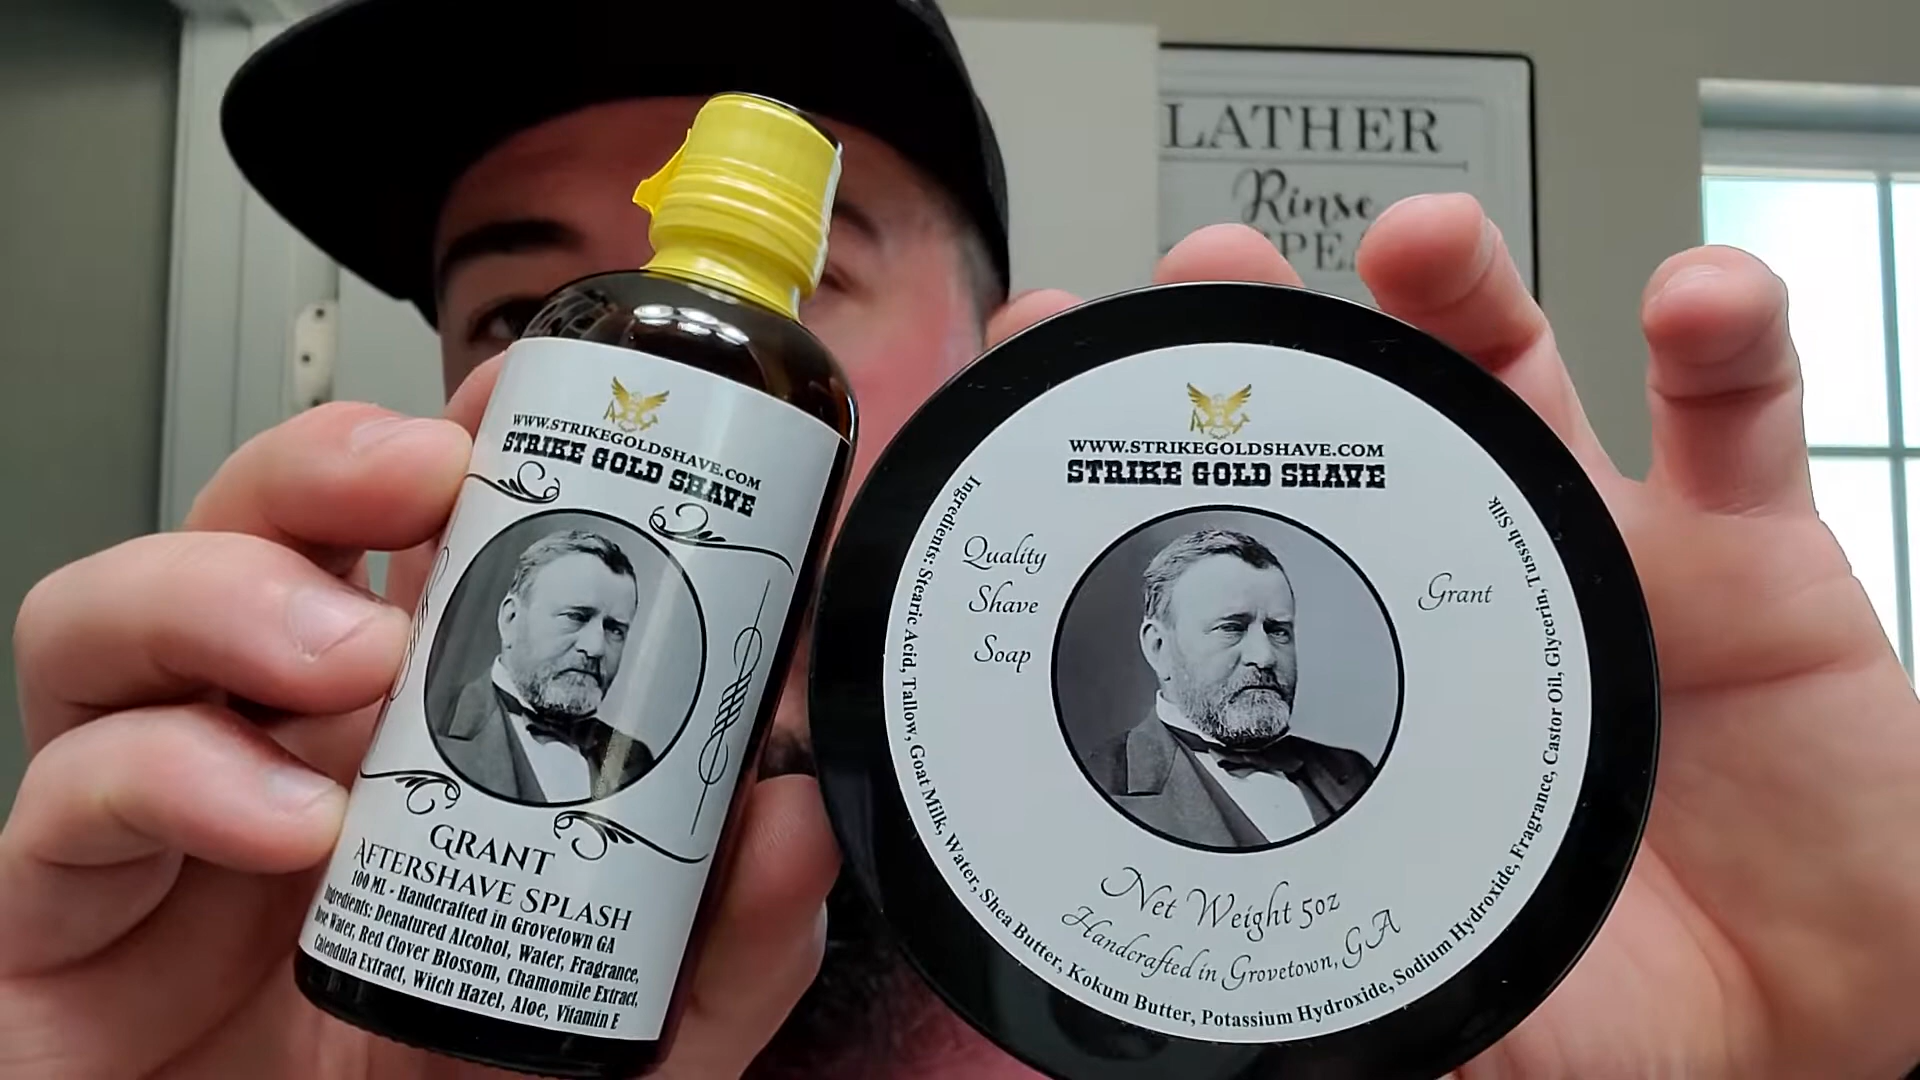 LATHER
Rinse
WWW.STRIKEGOLDSHAVE.COM
STRIKE GOLD SHAVE
GRANT
AFTERSHAVE SPLASH
100 ML - Handcrafted in Grovetown GA
Ingredients: Denatured Alcohol, Water, Fragrance,
Rose Water, Red Clover Blossom, Chamomile Extract,
Calendula Extract, Witch Hazel, Aloe, Vitamin E
WWW.STRIKEGOLDSHAVE.COM
STRIKE GOLD SHAVE
Quality
Shave
Soap
Grant
Net Weight 5oz
Handcrafted in Grovetown, GA
Ingredients: Stearic Acid, Tallow, Goat Milk, Water, Shea Butter, Kokum Butter, Potassium Hydroxide, Sodium Hydroxide, Fragrance, Castor Oil, Glycerin, Tussah Silk